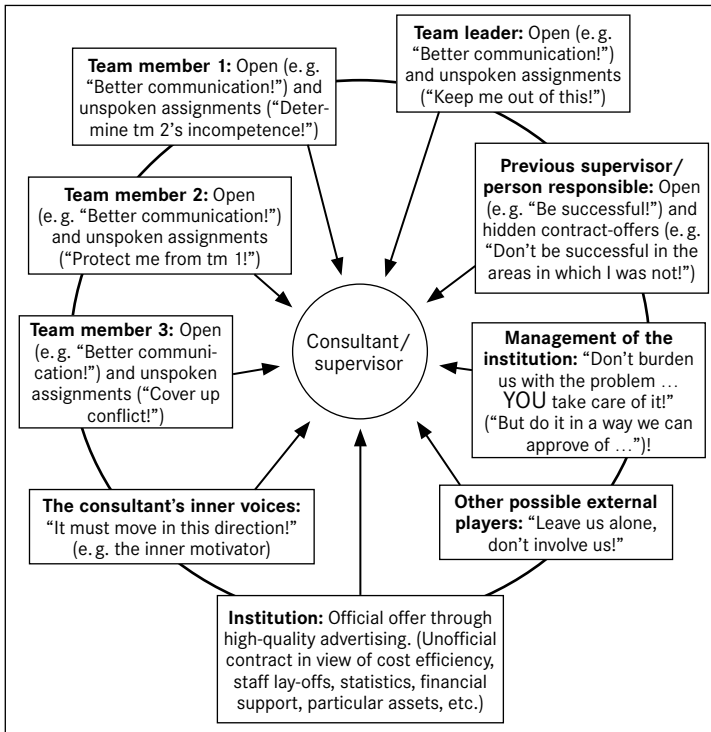 Team leader: Open (e. g.
“Better communication!”)
and unspoken assignments
(“Keep me out of this!”)
Team member 1: Open (e. g.
“Better communication!”) and
unspoken assignments (“Deter-
mine tm 2’s incompetence!”)
Previous supervisor/
person responsible: Open
(e. g. “Be successful!”) and
hidden contract-offers (e. g.
“Don’t be successful in the
areas in which I was not!”)
Team member 2: Open
(e. g. “Better communication!”)
and unspoken assignments
(“Protect me from tm 1!”)
Consultant/
supervisor
Team member 3: Open
(e. g. “Better communi-
cation!”) and unspoken
assignments (“Cover up
conflict!”)
Management of the
institution: “Don’t burden
us with the problem …
YOU take care of it!”
(“But do it in a way we can
approve of …”)!
The consultant’s inner voices:
“It must move in this direction!”
(e. g. the inner motivator)
Other possible external
players: “Leave us alone,
don’t involve us!”
Institution: Official offer through
high-quality advertising. (Unofficial
contract in view of cost efficiency,
staff lay-offs, statistics, financial
support, particular assets, etc.)